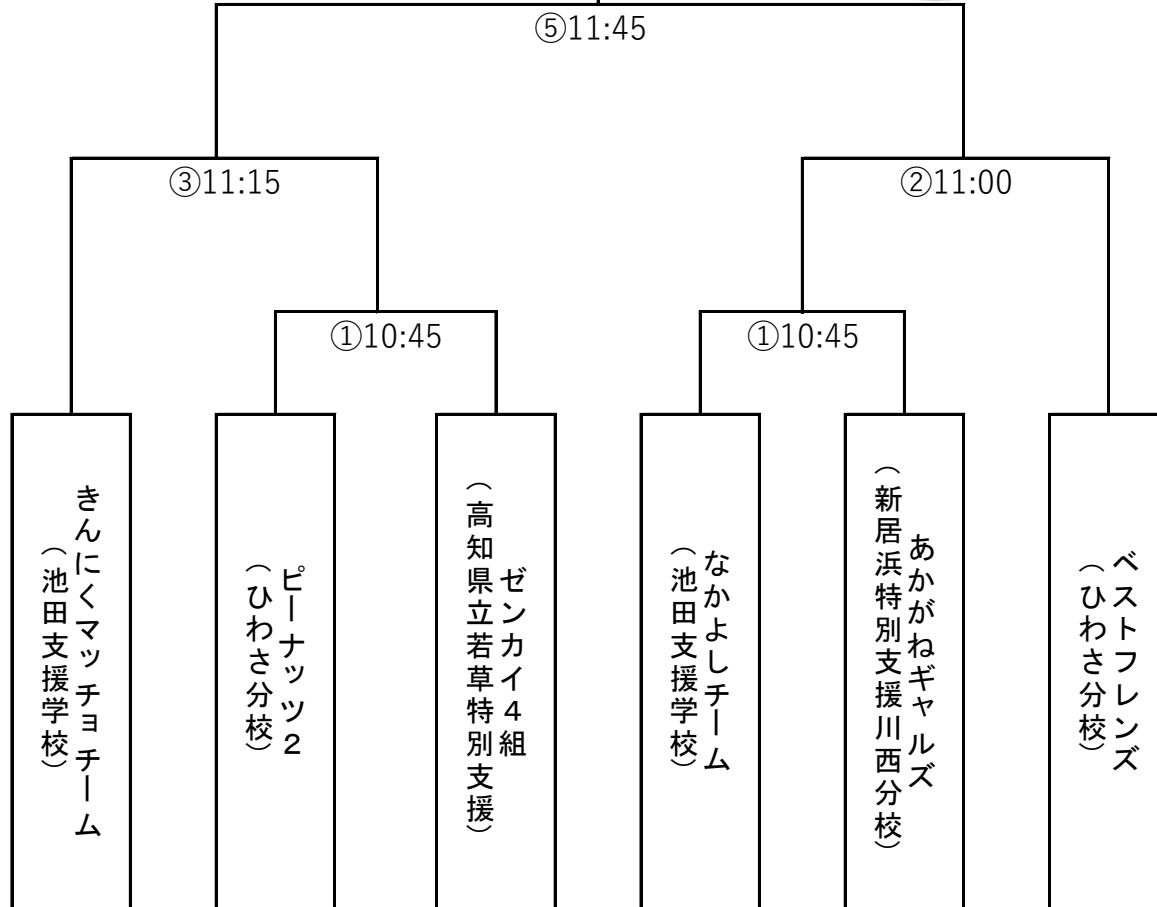 ⑤11:45
③11:15
②11:00
①10:45
①10:45
きんにくマッチョチーム
（池田支援学校）
ピーナッツ２
（ひわさ分校）
ゼンカイ４組
（高知県立若草特別支援）
なかよしチーム
（池田支援学校）
あかがねギャルズ
（新居浜特別支援川西分校）
ベストフレンズ
（ひわさ分校）